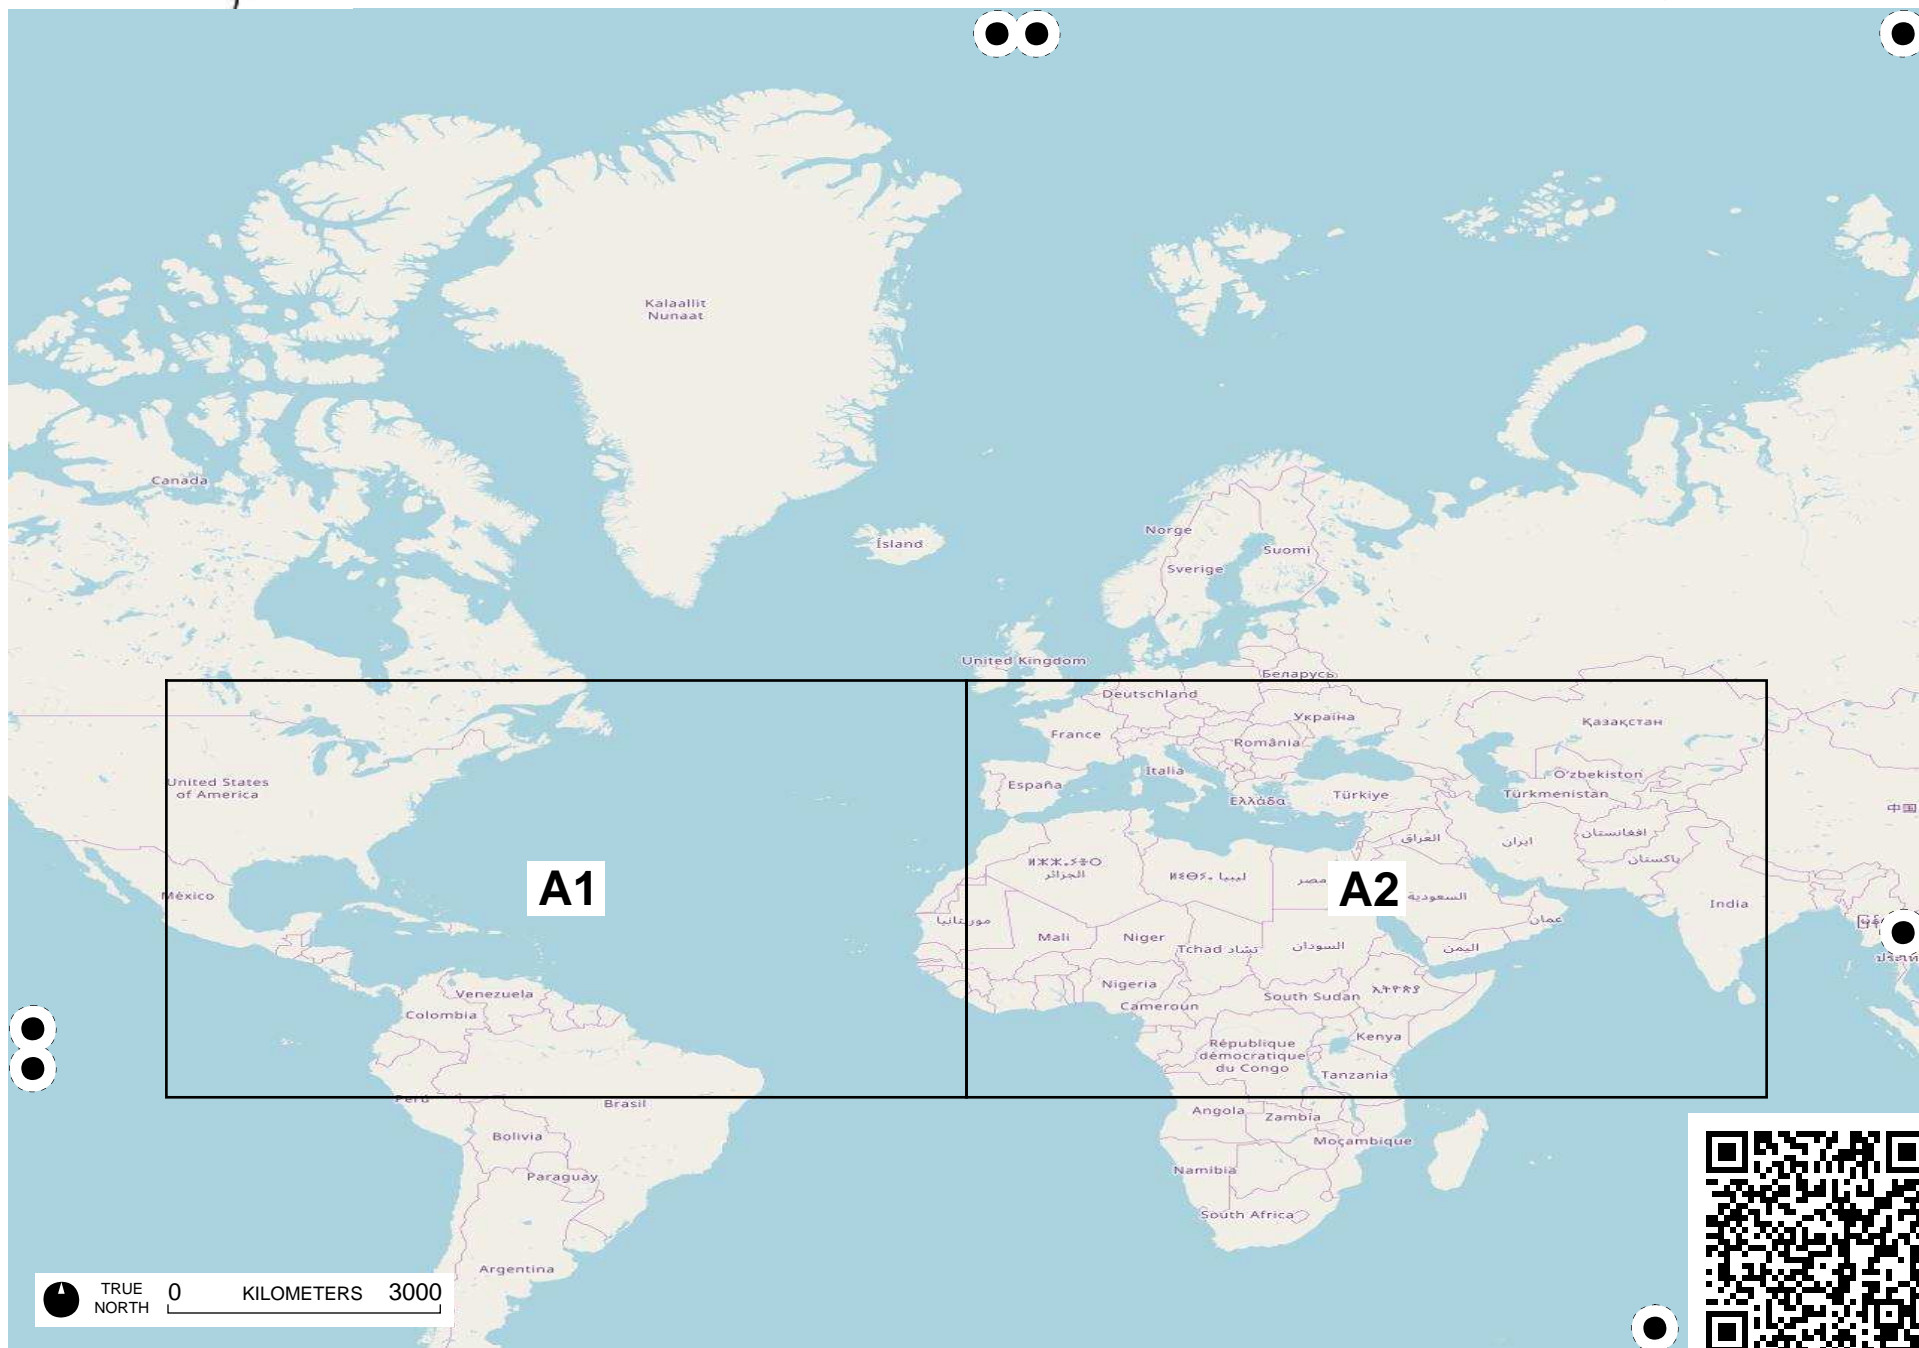 Kalaallit
Nunaat
Canada
Ísland
Norge
Suomi
Sverige
United Kingdom
Беларусь
Deutschland
Україна
Қазақстан
France
România
United States
of America
Italia
España
Türkiye
Ελλάδα
Oʻzbekiston
Türkmenistan
中国
العراق
ایران
افغانستان
پاکستان
ⵍⵣⵣⴰⵢⴻⵔ
الجزائر
ليبيا
مصر
A1
A2
السعودية
México
India
عمان
موريتانيا
Mali
Niger
Tchad تشاد
السودان
اليمن
Venezuela
Nigeria
South Sudan
ኢትዮጵያ
Colombia
Cameroun
Kenya
République
démocratique
du Congo
Tanzania
Perú
Brasil
Angola
Zambia
Bolivia
Moçambique
Paraguay
Namibia
South Africa
Argentina
TRUE
NORTH
0 KILOMETERS 3000